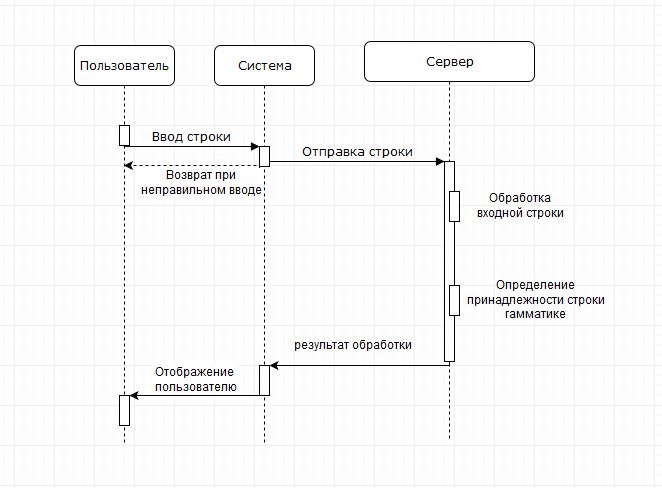 Пользователь
Система
Сервер
Ввод строки
Отправка строки
Возврат при
неправильном вводе
Обработка
входной строки
Определение
принадлежности строки
гамматике
результат обработки
Отображение
пользователю